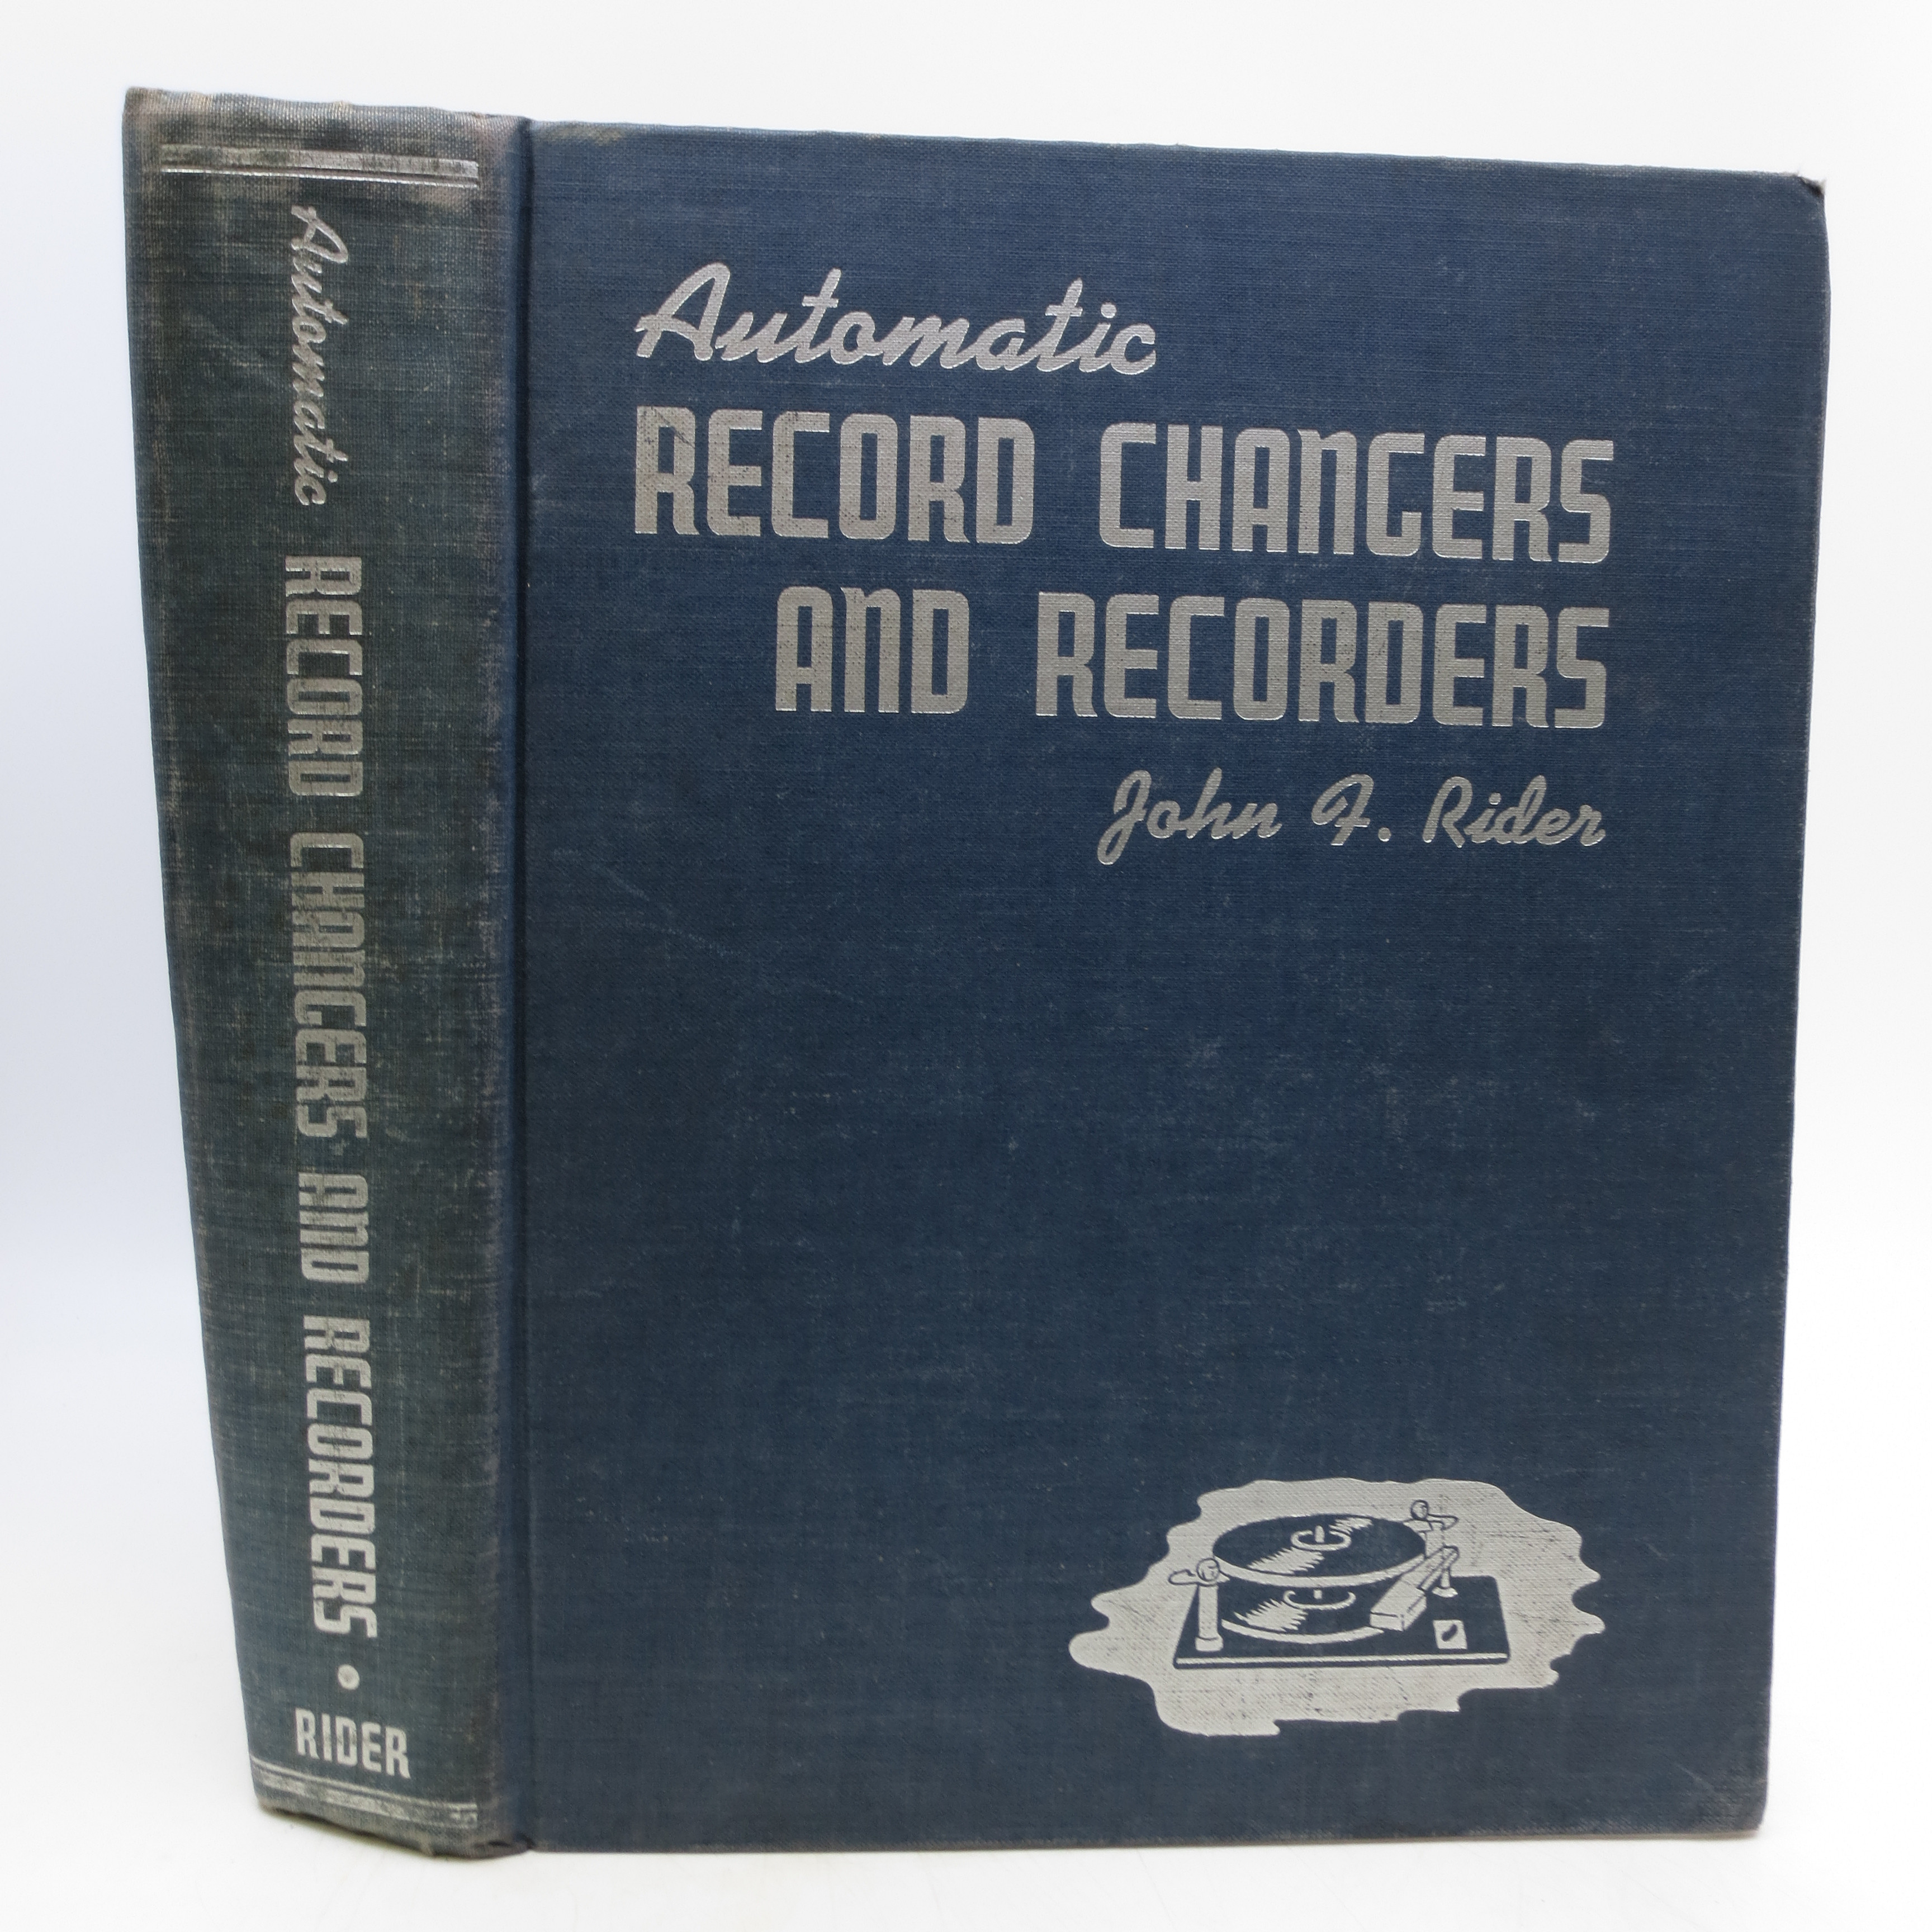 Automatic RECORD CHANGERS AND RECORDERS • RIDER
Automatic
RECORD CHANGERS
AND RECORDERS
John F. Rider